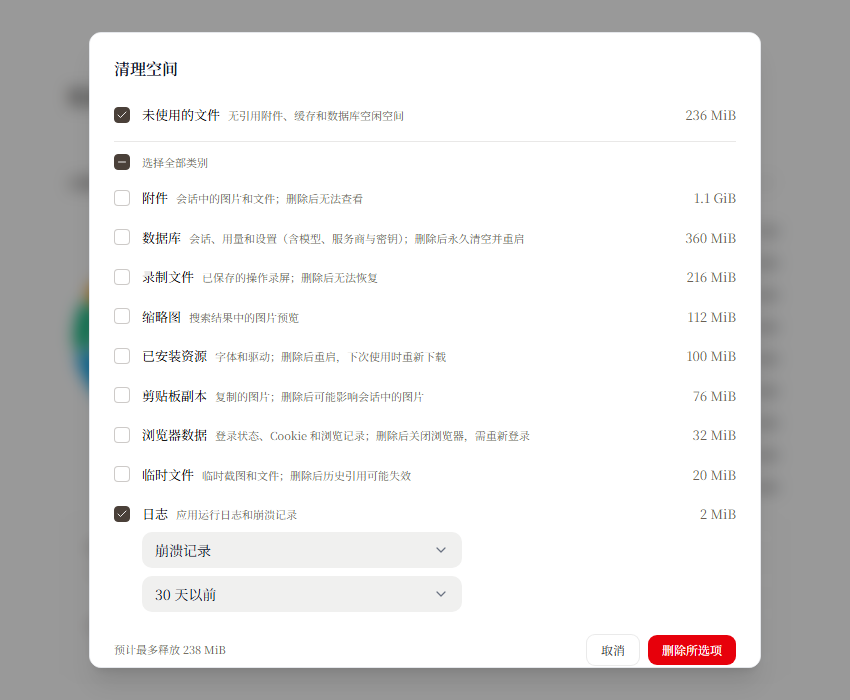 清理空间
未使用的文件 无引用附件、缓存和数据库空闲空间 236 MiB
选择全部类别
附件 会话中的图片和文件；删除后无法查看 1.1 GiB
数据库 会话、用量和设置（含模型、服务商与密钥）；删除后永久清空并重启 360 MiB
录制文件 已保存的操作录屏；删除后无法恢复 216 MiB
缩略图 搜索结果中的图片预览 112 MiB
已安装资源 字体和驱动；删除后重启，下次使用时重新下载 100 MiB
剪贴板副本 复制的图片；删除后可能影响会话中的图片 76 MiB
浏览器数据 登录状态、Cookie 和浏览记录；删除后关闭浏览器，需重新登录 32 MiB
临时文件 临时截图和文件；删除后历史引用可能失效 20 MiB
日志 应用运行日志和崩溃记录 2 MiB
崩溃记录
30 天以前
预计最多释放 238 MiB 取消 删除所选项